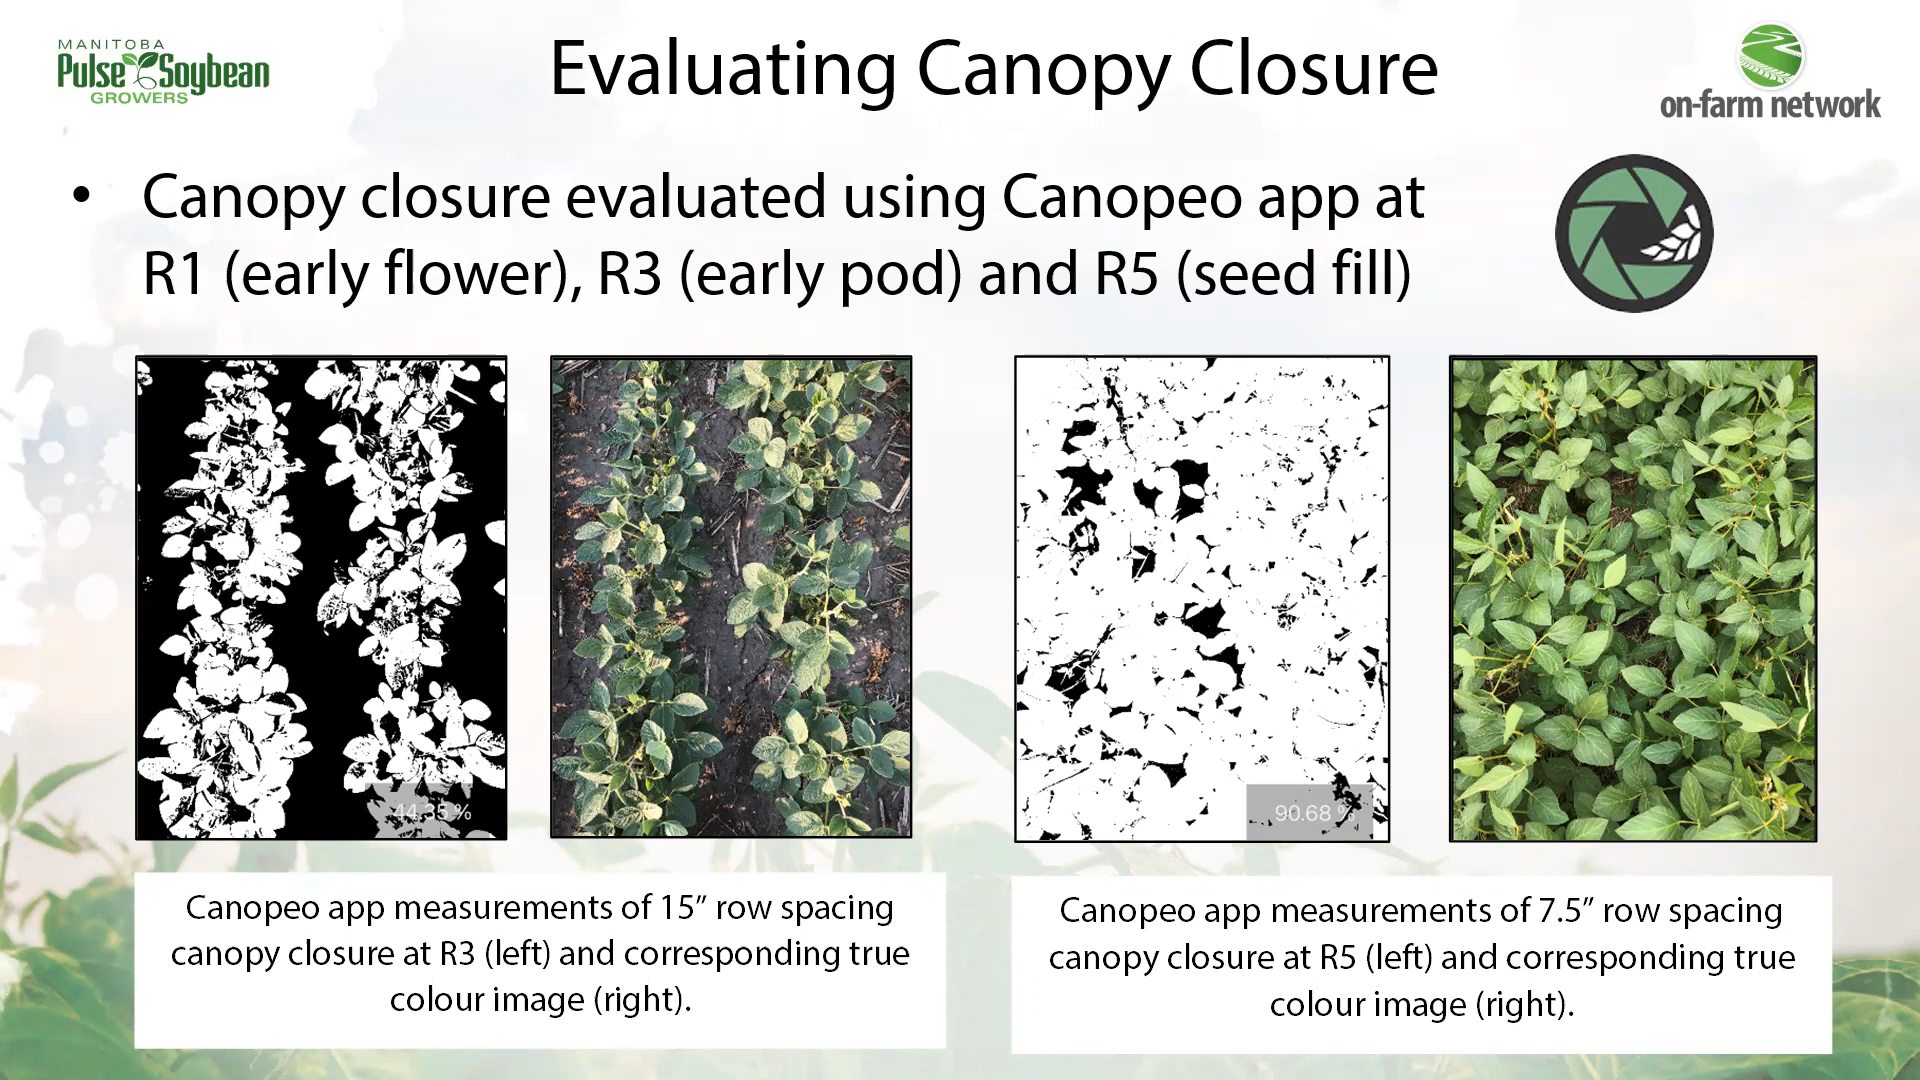 MANITOBA
Pulse Soybean
GROWERS
Evaluating Canopy Closure
on-farm network
• Canopy closure evaluated using Canopeo app at
R1 (early flower), R3 (early pod) and R5 (seed fill)
44.35 %
90.68 %
Canopeo app measurements of 15” row spacing
canopy closure at R3 (left) and corresponding true
colour image (right).
Canopeo app measurements of 7.5” row spacing
canopy closure at R5 (left) and corresponding true
colour image (right).